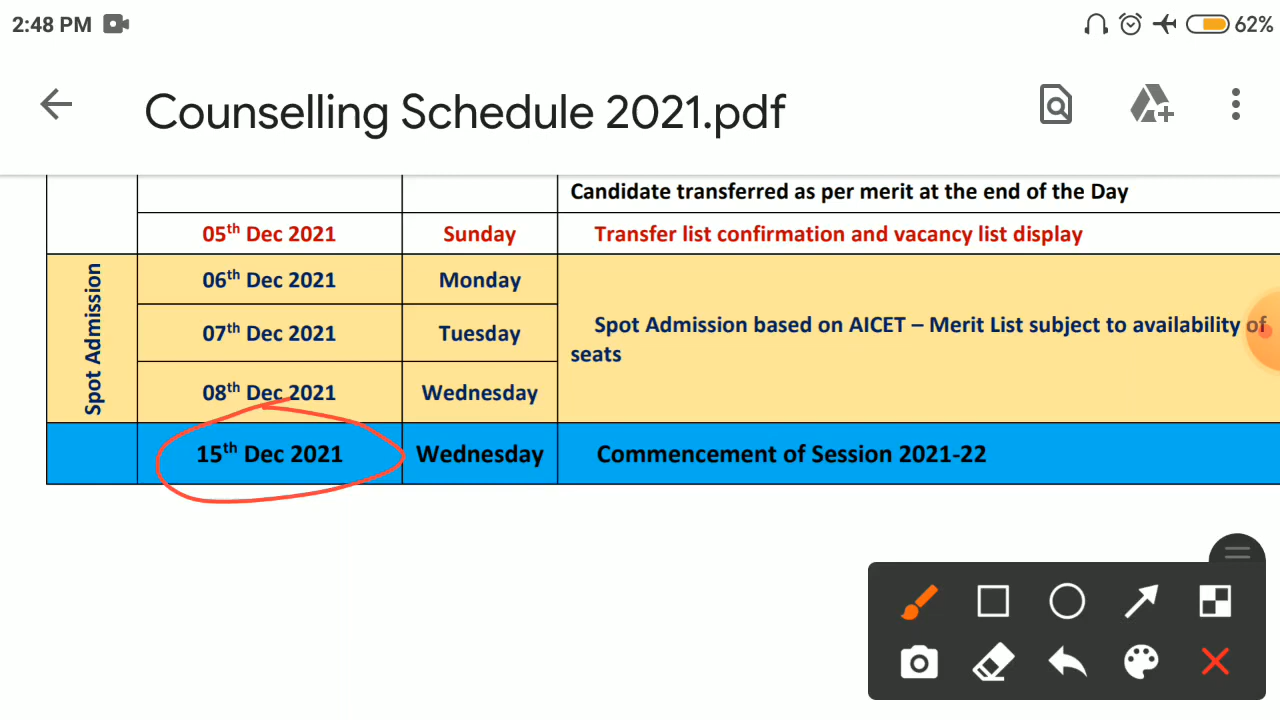 2:48 PM
62%
Counselling Schedule 2021.pdf
Candidate transferred as per merit at the end of the Day
05th Dec 2021 Sunday Transfer list confirmation and vacancy list display
Spot Admission
06th Dec 2021 Monday
07th Dec 2021 Tuesday
Spot Admission based on AICET – Merit List subject to availability of
seats
08th Dec 2021 Wednesday
15th Dec 2021 Wednesday Commencement of Session 2021-22